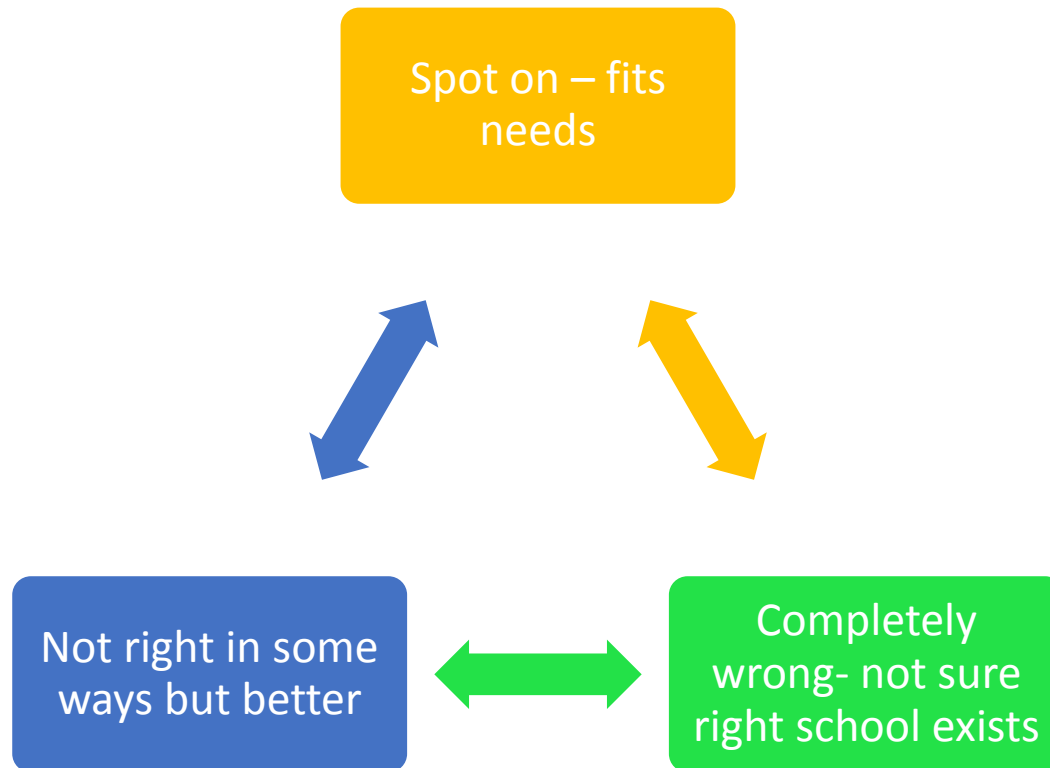 Spot on – fits
needs
Not right in some
ways but better
Completely
wrong- not sure
right school exists